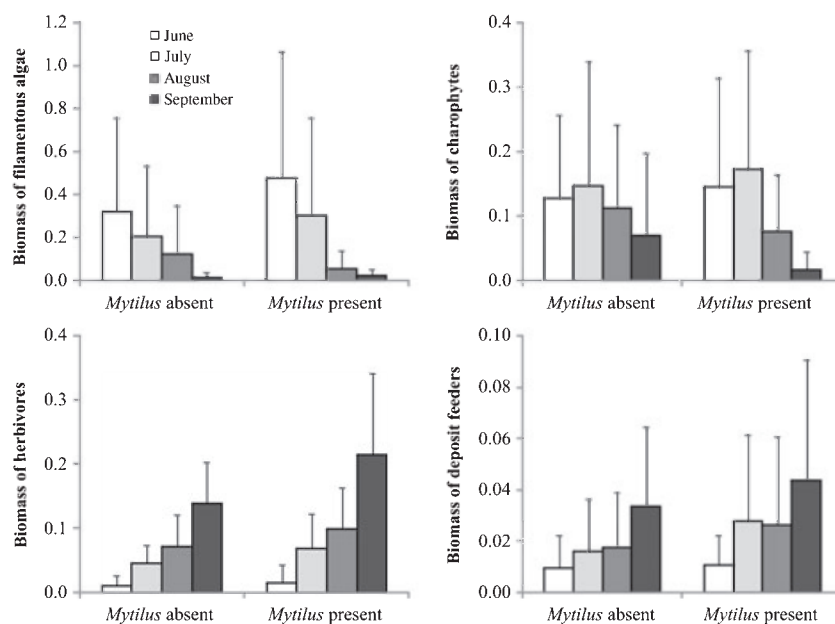 Biomass of filamentous algae
1.2
1.0
0.8
0.6
0.4
0.2
0.0
June
July
August
September
Mytilus absent
Mytilus present
Biomass of charophytes
0.4
0.3
0.2
0.1
0.0
Mytilus absent
Mytilus present
Biomass of herbivores
0.4
0.3
0.2
0.1
0.0
Mytilus absent
Mytilus present
Biomass of deposit feeders
0.10
0.08
0.06
0.04
0.02
0.00
Mytilus absent
Mytilus present